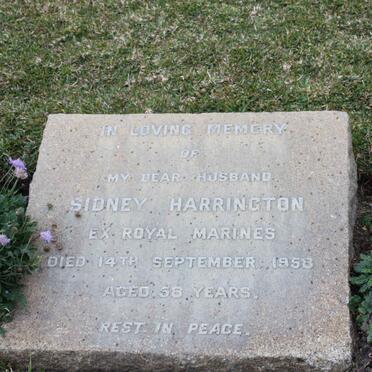 IN LOVING MEMORY
OF
MY DEAR HUSBAND
SIDNEY HARRINGTON
EX ROYAL MARINES
DIED 14TH SEPTEMBER 1958
AGED 58 YEARS.
REST IN PEACE.